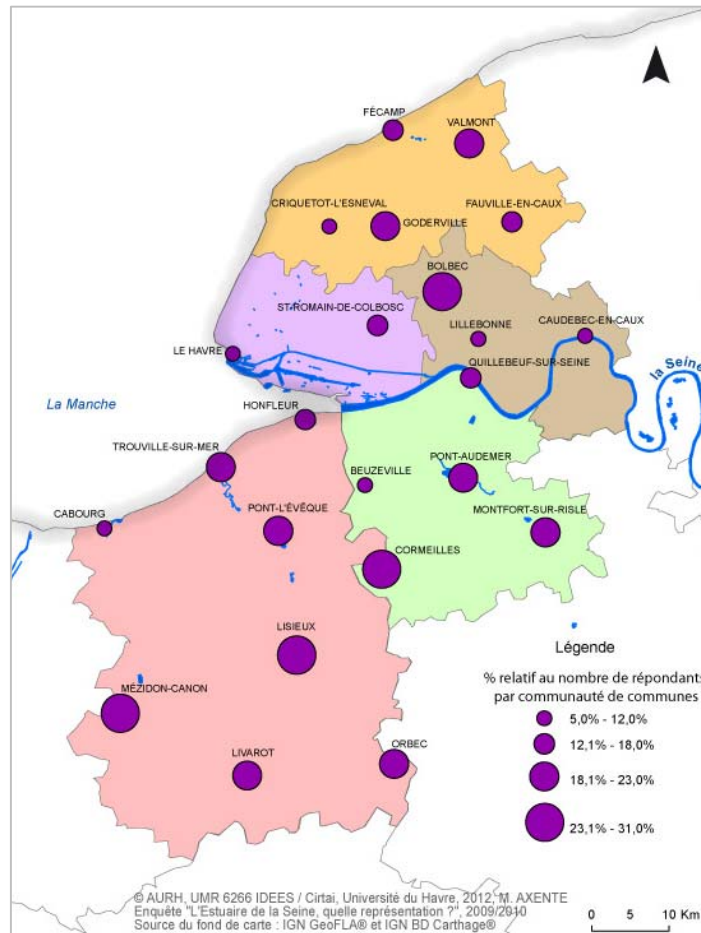 FÉCAMP
VALMONT
CRIQUETOT-L'ESNEVAL
FAUVILLE-EN-CAUX
GODERVILLE
BOLBEC
ST-ROMAIN-DE-COLBOSC
LILLEBONNE
CAUDEBEC-EN-CAUX
LE HAVRE
QUILLEBEUF-SUR-SEINE
la Seine
La Manche
HONFLEUR
TROUVILLE-SUR-MER
BEUZEVILLE
PONT-AUDEMER
CABOURG
PONT-L'ÉVÊQUE
MONTFORT-SUR-RISLE
CORMEILLES
LISIEUX
MÉZIDON-CANON
LIVAROT
ORBEC
Légende
% relatif au nombre de répondants
par communauté de communes
5,0% - 12,0%
12,1% - 18,0%
18,1% - 23,0%
23,1% - 31,0%
© AURH, UMR 6266 IDEES / Cirtai, Université du Havre, 2012, M. AXENTE
Enquête "L'Estuaire de la Seine, quelle représentation ?", 2009/2010
Source du fond de carte : IGN GeoFLA® et IGN BD Carthage®
0 5 10 Km